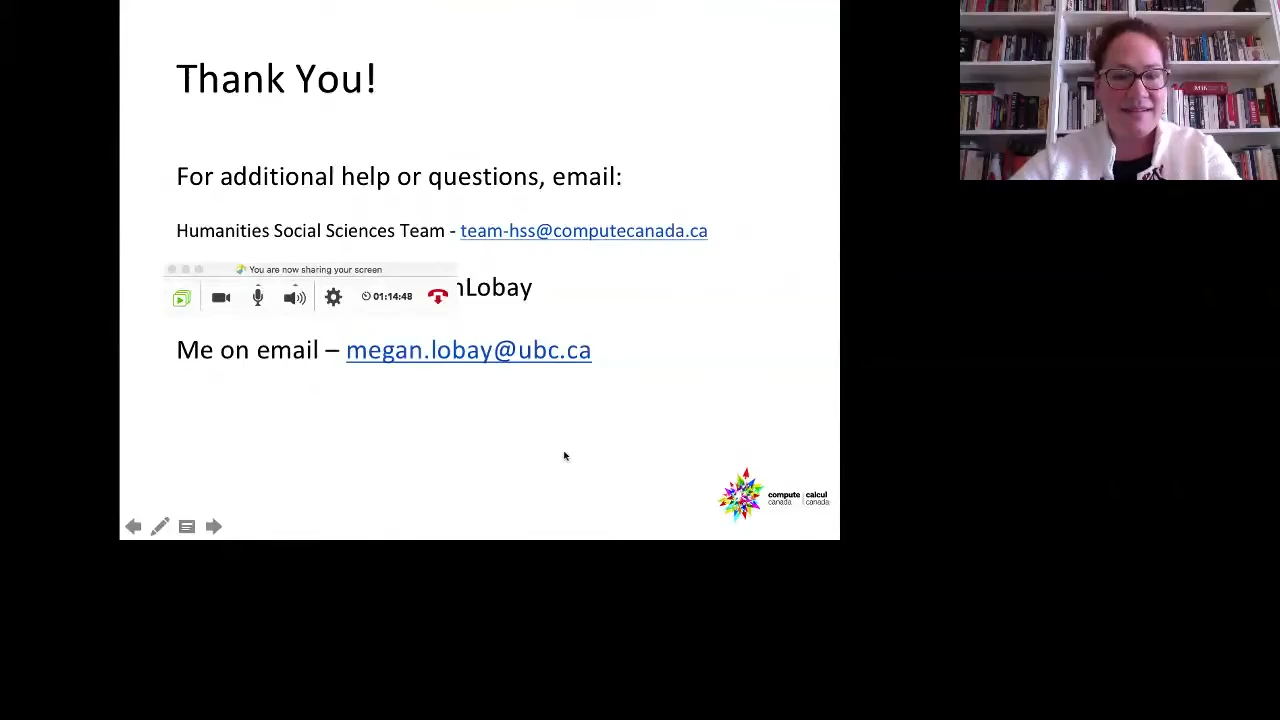 Thank You!
For additional help or questions, email:
Humanities Social Sciences Team - team-hss@computecanada.ca
You are now sharing your screen
nLobay
01:14:48
Me on email – megan.lobay@ubc.ca
compute | calcul
canada | canada